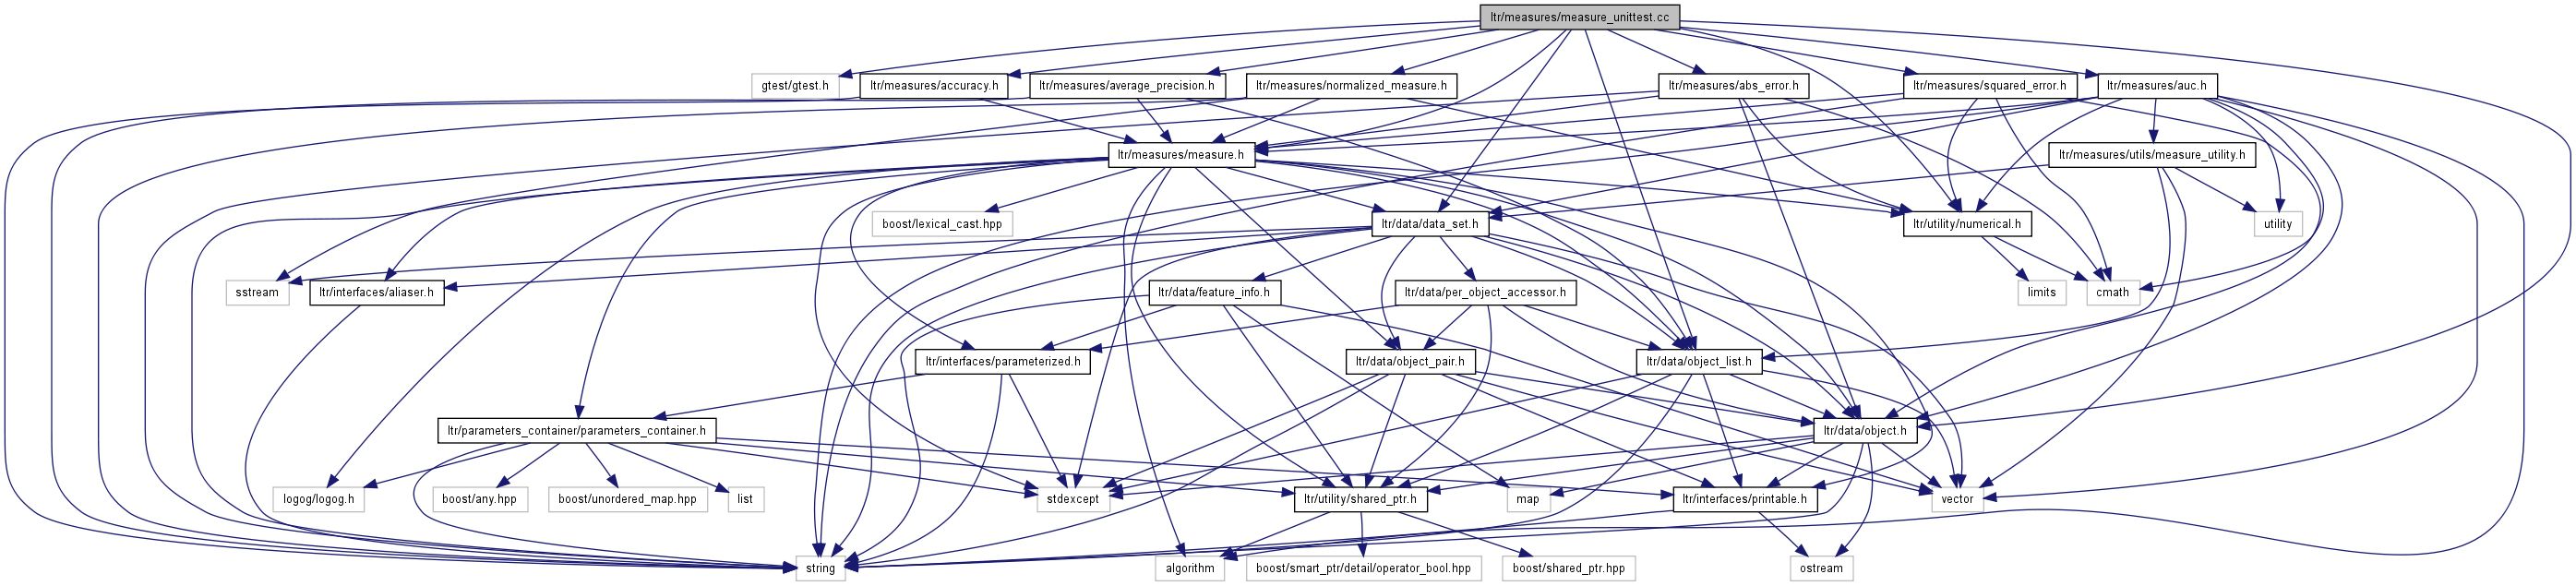 ltr/measures/measure_unittest.cc
gtest/gtest.h
ltr/measures/accuracy.h
ltr/measures/average_precision.h
ltr/measures/normalized_measure.h
ltr/measures/abs_error.h
ltr/measures/squared_error.h
ltr/measures/auc.h
ltr/measures/measure.h
ltr/measures/utils/measure_utility.h
boost/lexical_cast.hpp
ltr/data/data_set.h
ltr/utility/numerical.h
utility
sstream
ltr/interfaces/aliaser.h
ltr/data/feature_info.h
ltr/data/per_object_accessor.h
limits
cmath
ltr/interfaces/parameterized.h
ltr/data/object_pair.h
ltr/data/object_list.h
ltr/parameters_container/parameters_container.h
ltr/data/object.h
logog/logog.h
boost/any.hpp
boost/unordered_map.hpp
list
stdexcept
ltr/utility/shared_ptr.h
map
ltr/interfaces/printable.h
vector
string
algorithm
boost/smart_ptr/detail/operator_bool.hpp
boost/shared_ptr.hpp
ostream